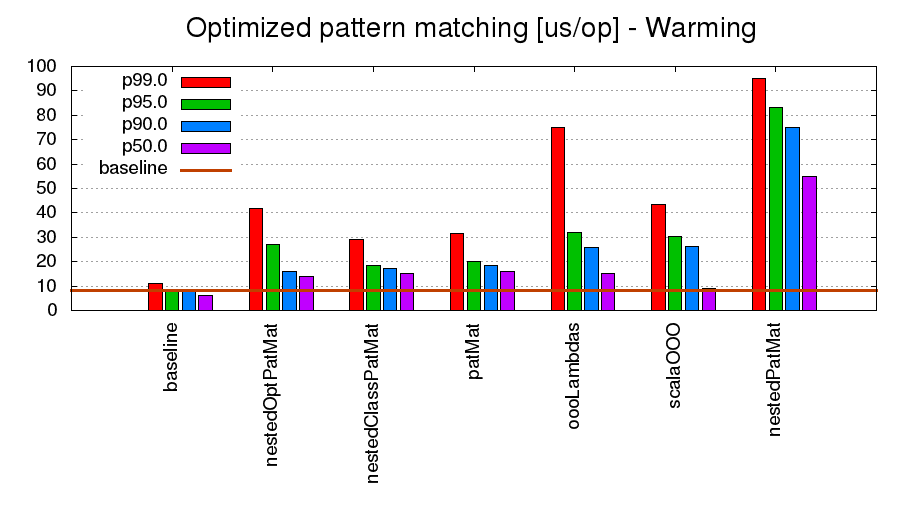 Optimized pattern matching [us/op] - Warming
100
90
80
70
60
50
40
30
20
10
0
p99.0
p95.0
p90.0
p50.0
baseline
baseline
nestedOptPatMat
nestedClassPatMat
patMat
oooLambdas
scalaOOO
nestedPatMat